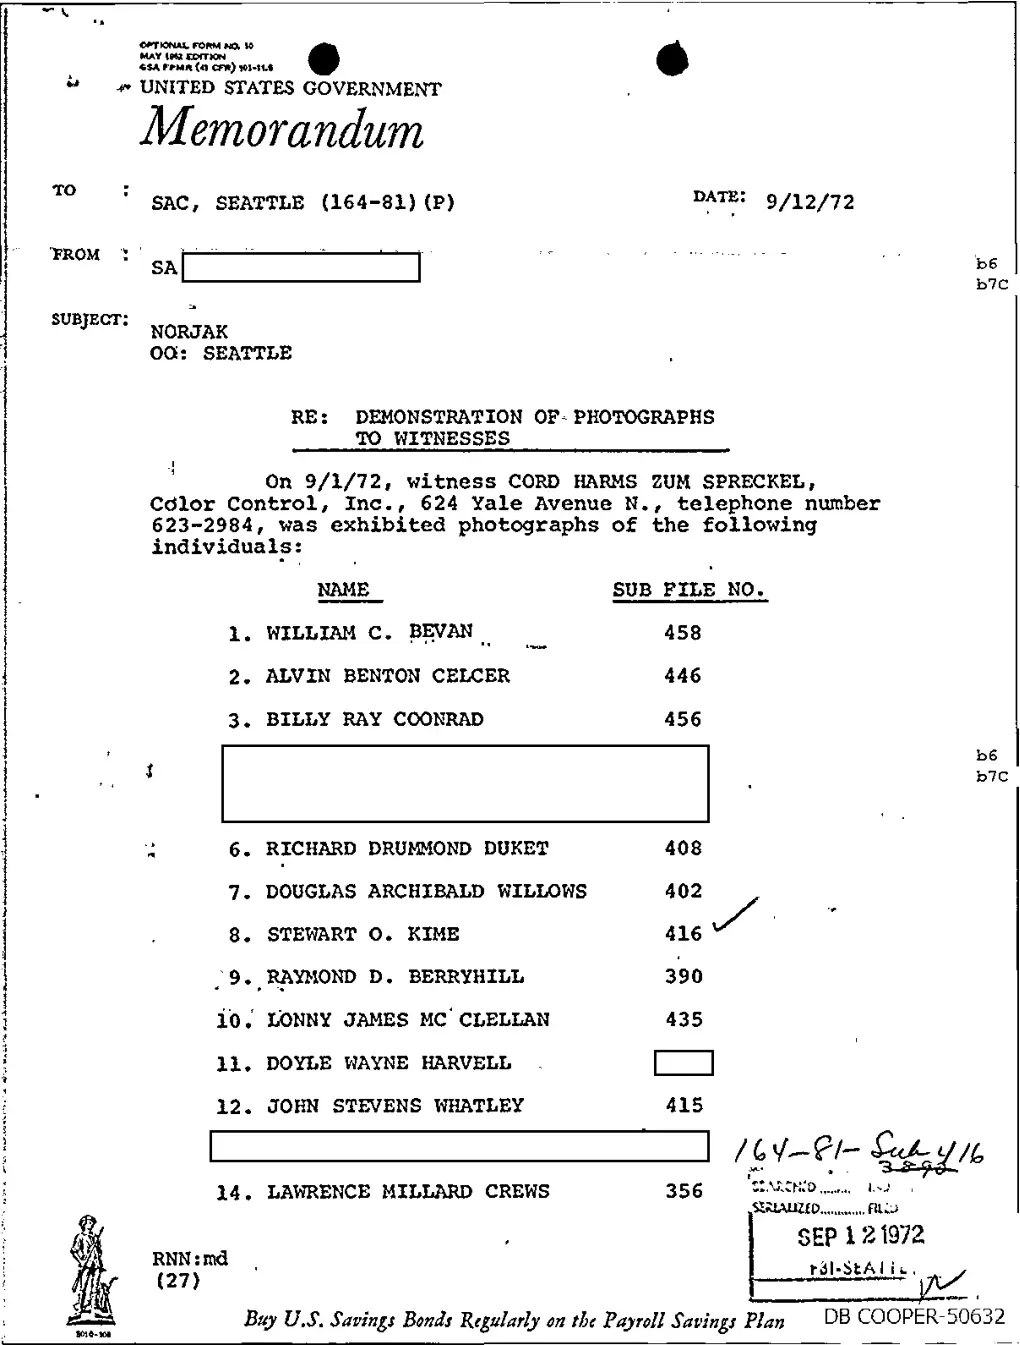 OPTIONAL FORM NO. 10
MAY 1962 EDITION
GSA FPMR (41 CFR) 101-11.6
UNITED STATES GOVERNMENT
Memorandum
TO : SAC, SEATTLE (164-81)(P) DATE: 9/12/72
FROM : SA b6
b7C
SUBJECT: NORJAK
OO: SEATTLE
RE: DEMONSTRATION OF PHOTOGRAPHS
TO WITNESSES
On 9/1/72, witness CORD HARMS ZUM SPRECKEL,
Color Control, Inc., 624 Yale Avenue N., telephone number
623-2984, was exhibited photographs of the following
individuals:
NAME SUB FILE NO.
1. WILLIAM C. BEVAN 458
2. ALVIN BENTON CELCER 446
3. BILLY RAY COONRAD 456
b6
b7C
6. RICHARD DRUMMOND DUKET 408
7. DOUGLAS ARCHIBALD WILLOWS 402
8. STEWART O. KIME 416 ✓
9. RAYMOND D. BERRYHILL 390
10. LONNY JAMES MC CLELLAN 435
11. DOYLE WAYNE HARVELL
12. JOHN STEVENS WHATLEY 415
164-81-Sub 416
14. LAWRENCE MILLARD CREWS 356
SEARCHED
SERIALIZED FILED
SEP 12 1972
FBI-SEATTLE
RNN:md
(27)
5010-108
Buy U.S. Savings Bonds Regularly on the Payroll Savings Plan
DB COOPER-50632